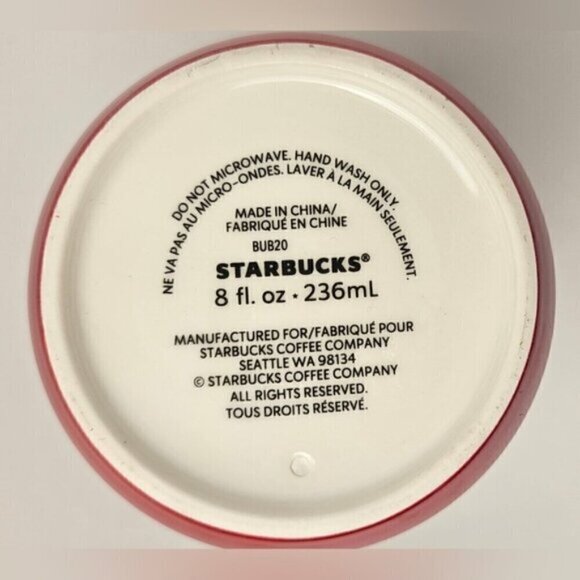 DO NOT MICROWAVE. HAND WASH ONLY.
NE VA PAS AU MICRO-ONDES. LAVER À LA MAIN SEULEMENT.
MADE IN CHINA/
FABRIQUÉ EN CHINE
BUB20
STARBUCKS®
8 fl. oz • 236mL
MANUFACTURED FOR/FABRIQUÉ POUR
STARBUCKS COFFEE COMPANY
SEATTLE WA 98134
© STARBUCKS COFFEE COMPANY
ALL RIGHTS RESERVED.
TOUS DROITS RÉSERVÉ.